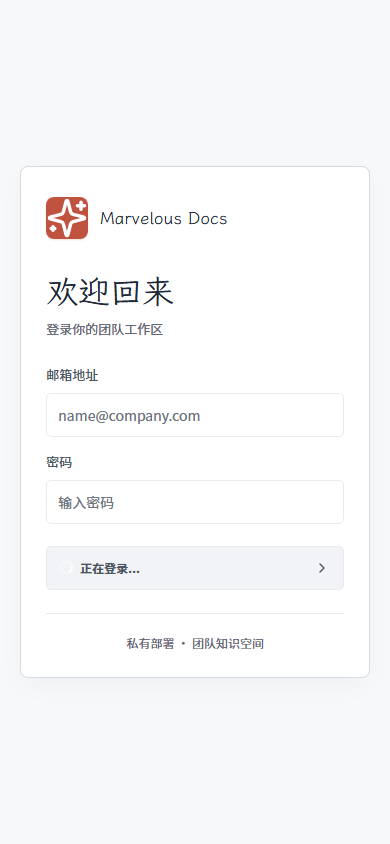 Marvelous Docs
欢迎回来
登录你的团队工作区
邮箱地址
name@company.com
密码
输入密码
正在登录...
私有部署 · 团队知识空间